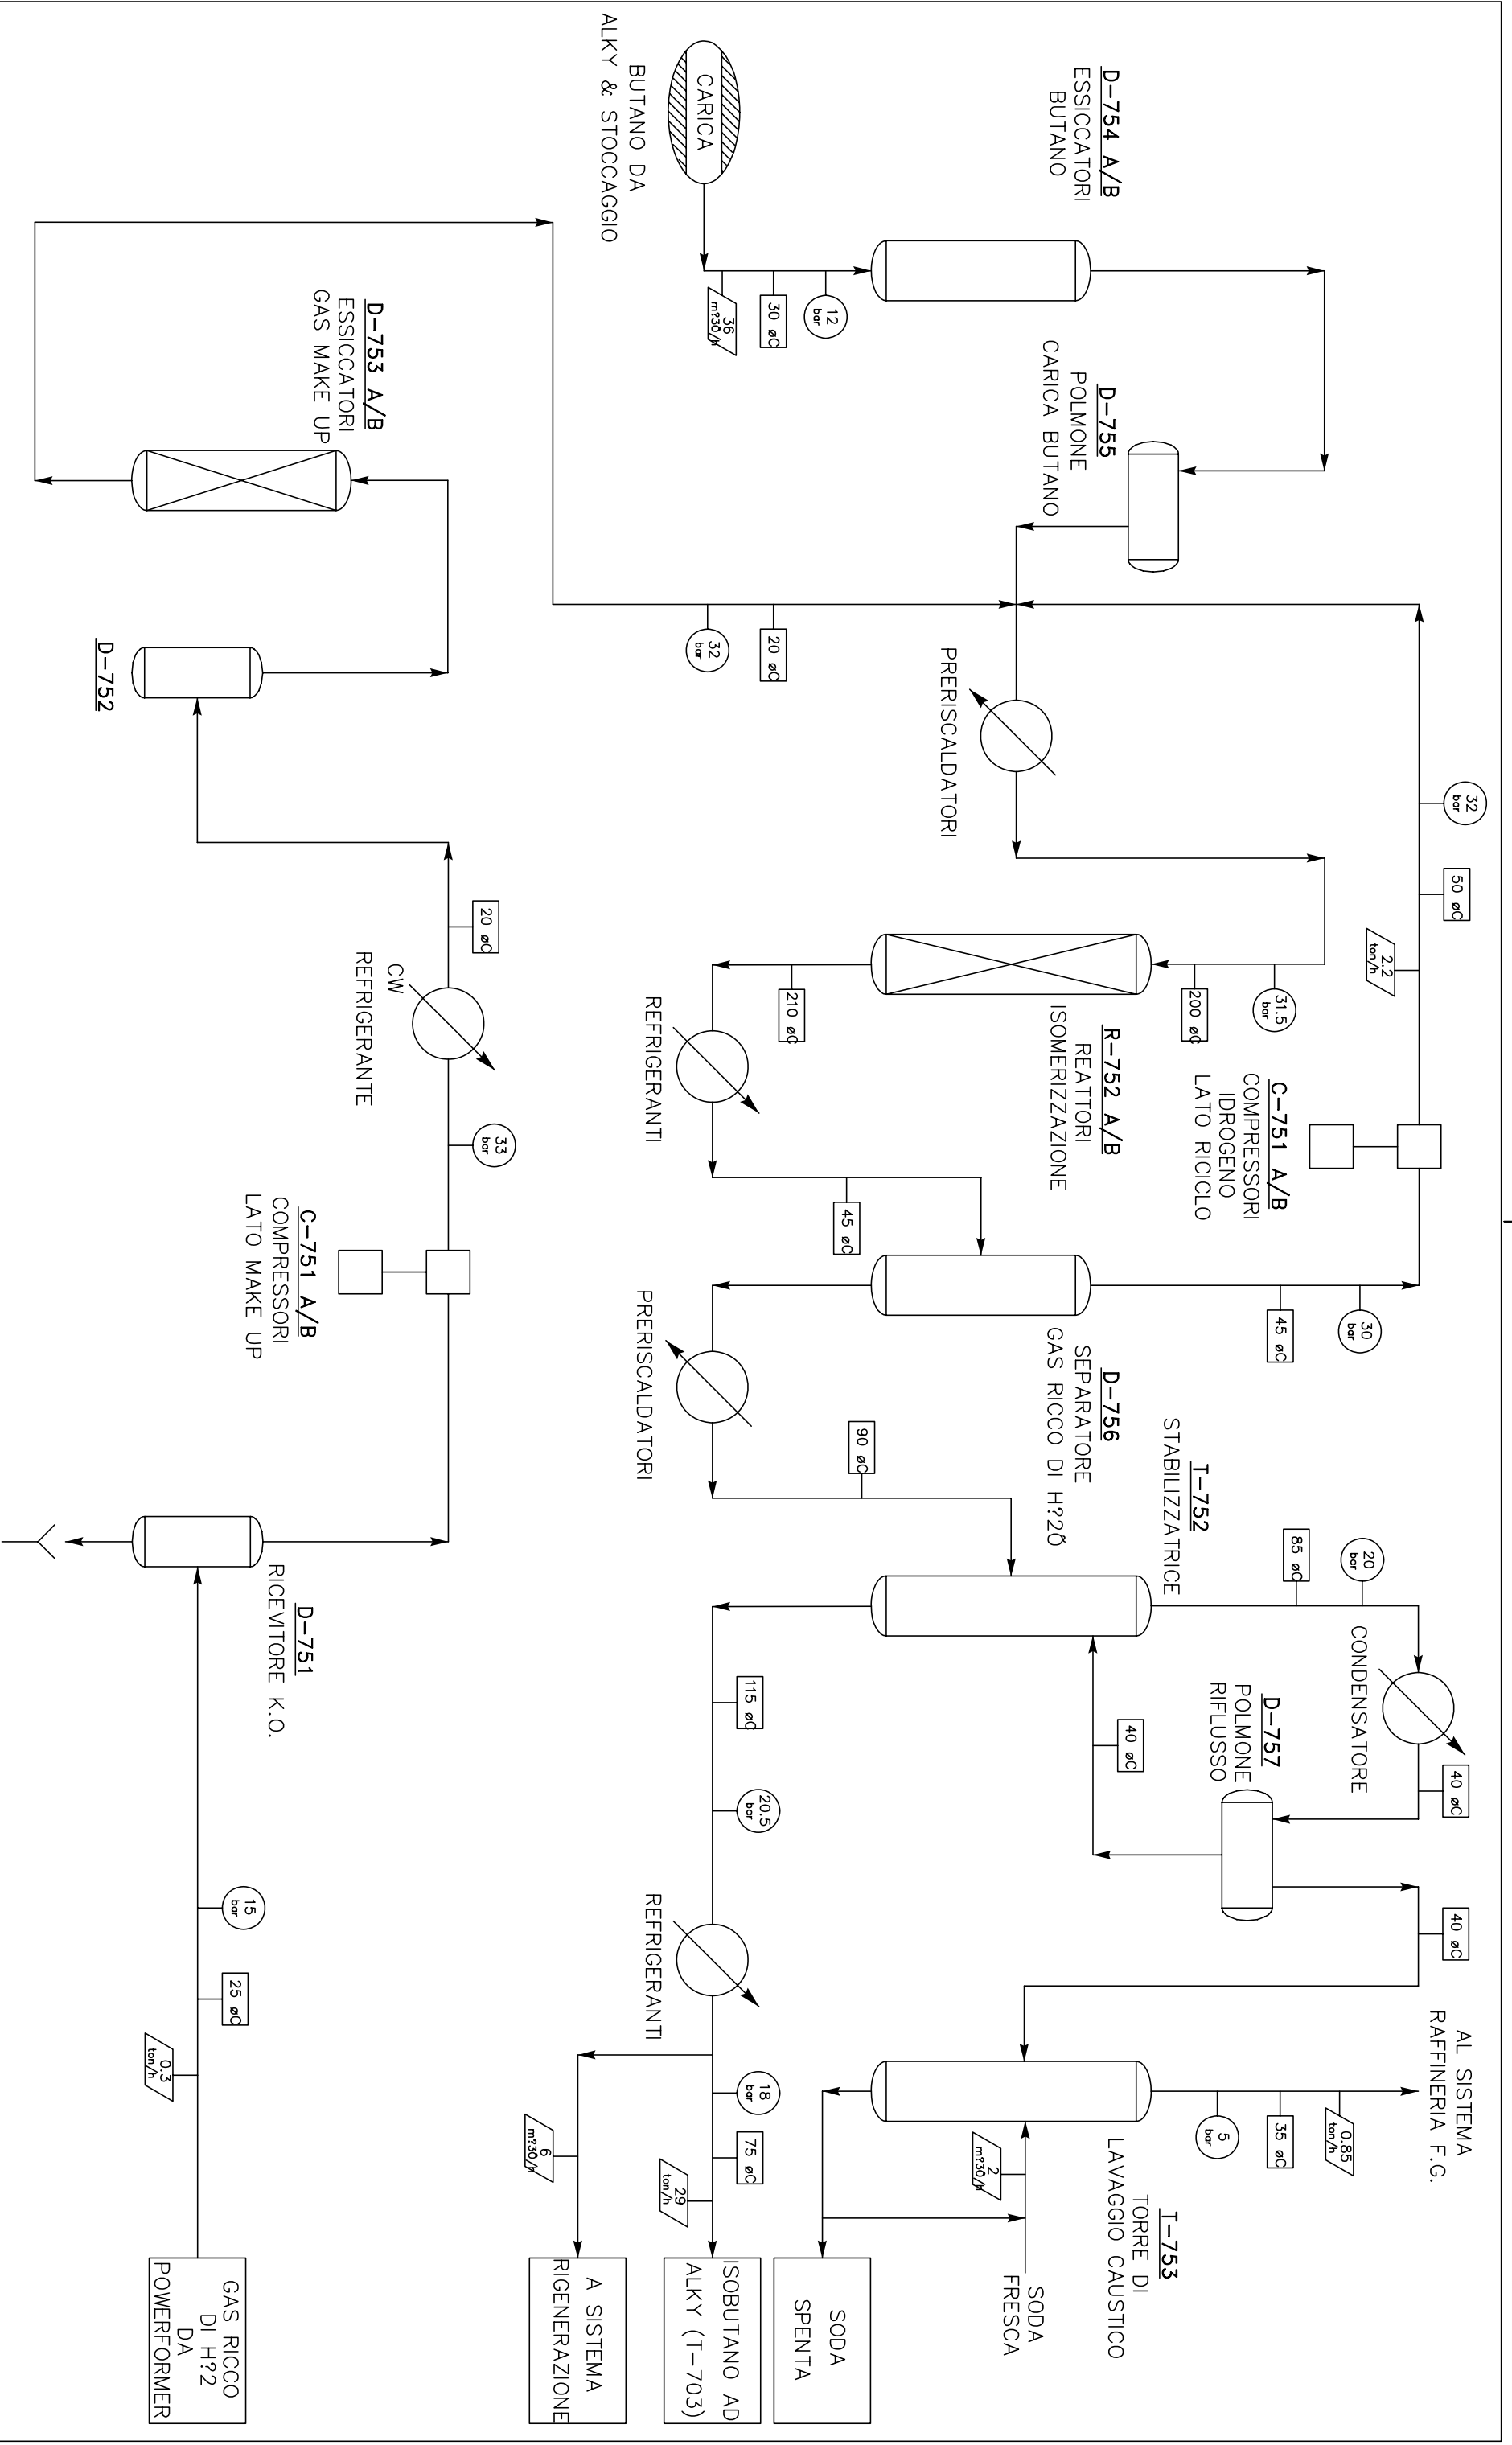 D-754 A/B
ESSICCATORI
BUTANO
CARICA
BUTANO DA
ALKY & STOCCAGGIO
12
bar
30 øC
36
m?30/h
D-755
POLMONE
CARICA BUTANO
D-753 A/B
ESSICCATORI
GAS MAKE UP
D-752
20 øC
32
bar
PRERISCALDATORI
32
bar
50 øC
2.2
ton/h
31.5
bar
200 øC
C-751 A/B
COMPRESSORI
IDROGENO
LATO RICICLO
R-752 A/B
REATTORI
ISOMERIZZAZIONE
210 øC
REFRIGERANTI
45 øC
20 øC
CW
REFRIGERANTE
33
bar
C-751 A/B
COMPRESSORI
LATO MAKE UP
30
bar
45 øC
D-756
SEPARATORE
GAS RICCO DI H?2Õ
PRERISCALDATORI
90 øC
T-752
STABILIZZATRICE
20
bar
85 øC
CONDENSATORE
40 øC
D-757
POLMONE
RIFLUSSO
40 øC
40 øC
115 øC
20.5
bar
REFRIGERANTI
D-751
RICEVITORE K.O.
15
bar
25 øC
0.3
ton/h
AL SISTEMA
RAFFINERIA F.G.
0.85
ton/h
35 øC
5
bar
T-753
TORRE DI
LAVAGGIO CAUSTICO
2
m?30/h
SODA
FRESCA
SODA
SPENTA
18
bar
75 øC
29
ton/h
ISOBUTANO AD
ALKY (T-703)
6
m?30/h
A SISTEMA
RIGENERAZIONE
GAS RICCO
DI H?2
DA
POWERFORMER